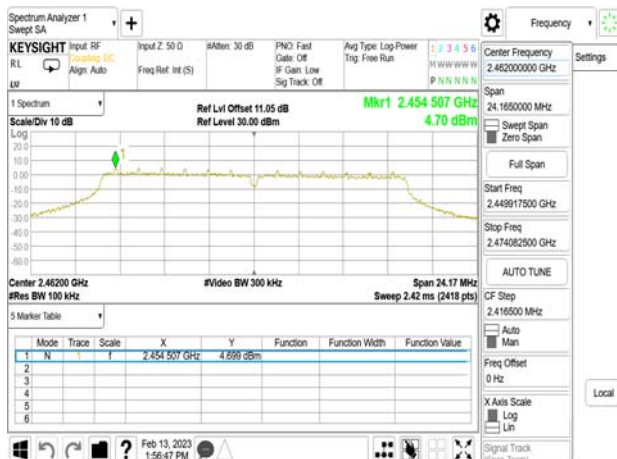 Spectrum Analyzer 1
Swept SA
+
Frequency
KEYSIGHT
RL
LU
Input: RF
Coupling: DC
Align: Auto
Input Z: 50 Ω
Freq Ref: Int (S)
#Atten: 30 dB
PNO: Fast
Gate: Off
IF Gain: Low
Sig Track: Off
Avg Type: Log-Power
Trig: Free Run
1 2 3 4 5 6
M W W W W W
P N N N N N
Settings
1 Spectrum
Scale/Div 10 dB
Ref Lvl Offset 11.05 dB
Ref Level 30.00 dBm
Mkr1 2.454 507 GHz
4.70 dBm
Log
20.0
10.0
0.00
-10.0
-20.0
-30.0
-40.0
-50.0
-60.0
1
Center 2.46200 GHz
#Res BW 100 kHz
#Video BW 300 kHz
Span 24.17 MHz
Sweep 2.42 ms (2418 pts)
5 Marker Table
Mode Trace Scale X Y Function Function Width Function Value
1 N 1 f 2.454 507 GHz 4.699 dBm
2
3
4
5
6
Center Frequency
2.462000000 GHz
Span
24.1650000 MHz
Swept Span
Zero Span
Full Span
Start Freq
2.449917500 GHz
Stop Freq
2.474082500 GHz
AUTO TUNE
CF Step
2.416500 MHz
Auto
Man
Freq Offset
0 Hz
X Axis Scale
Log
Lin
Signal Track
Local
?
Feb 13, 2023
1:56:47 PM